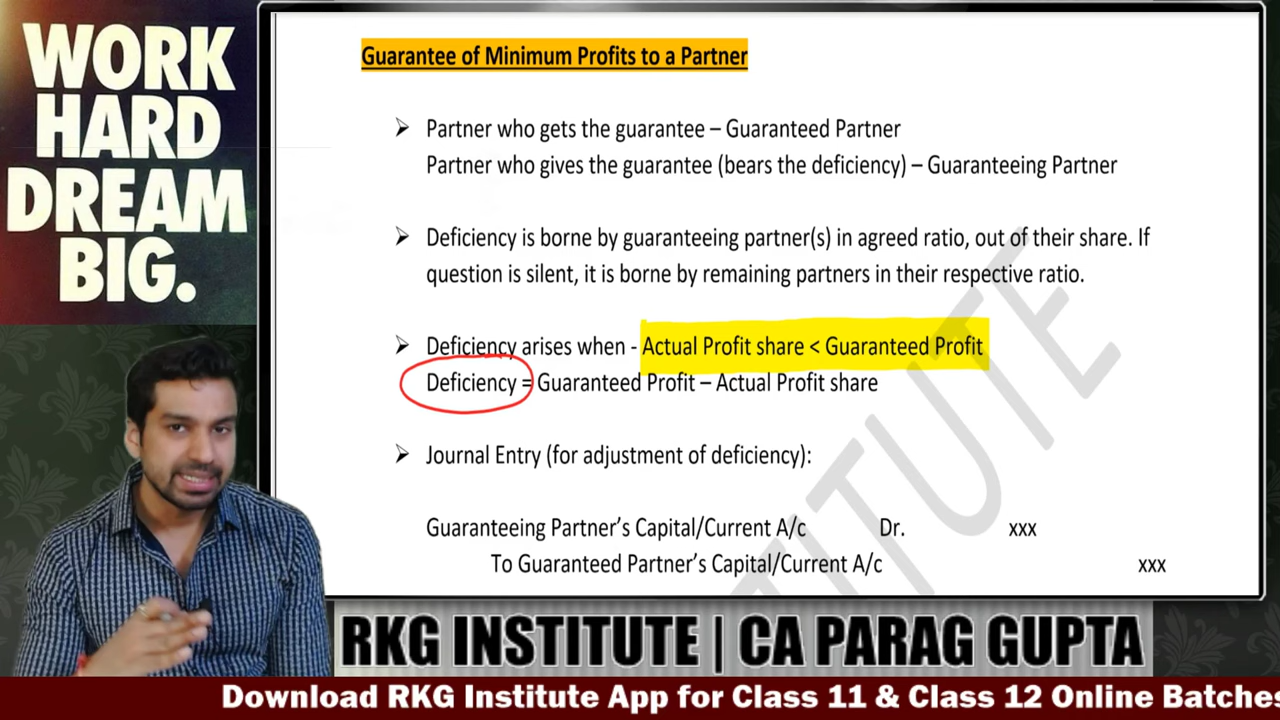 WORK
HARD
DREAM
BIG.
Guarantee of Minimum Profits to a Partner
➢ Partner who gets the guarantee – Guaranteed Partner
Partner who gives the guarantee (bears the deficiency) – Guaranteeing Partner
➢ Deficiency is borne by guaranteeing partner(s) in agreed ratio, out of their share. If
question is silent, it is borne by remaining partners in their respective ratio.
➢ Deficiency arises when - Actual Profit share < Guaranteed Profit
Deficiency = Guaranteed Profit – Actual Profit share
➢ Journal Entry (for adjustment of deficiency):
Guaranteeing Partner's Capital/Current A/c Dr. xxx
To Guaranteed Partner's Capital/Current A/c xxx
RKG INSTITUTE | CA PARAG GUPTA
Download RKG Institute App for Class 11 & Class 12 Online Batches